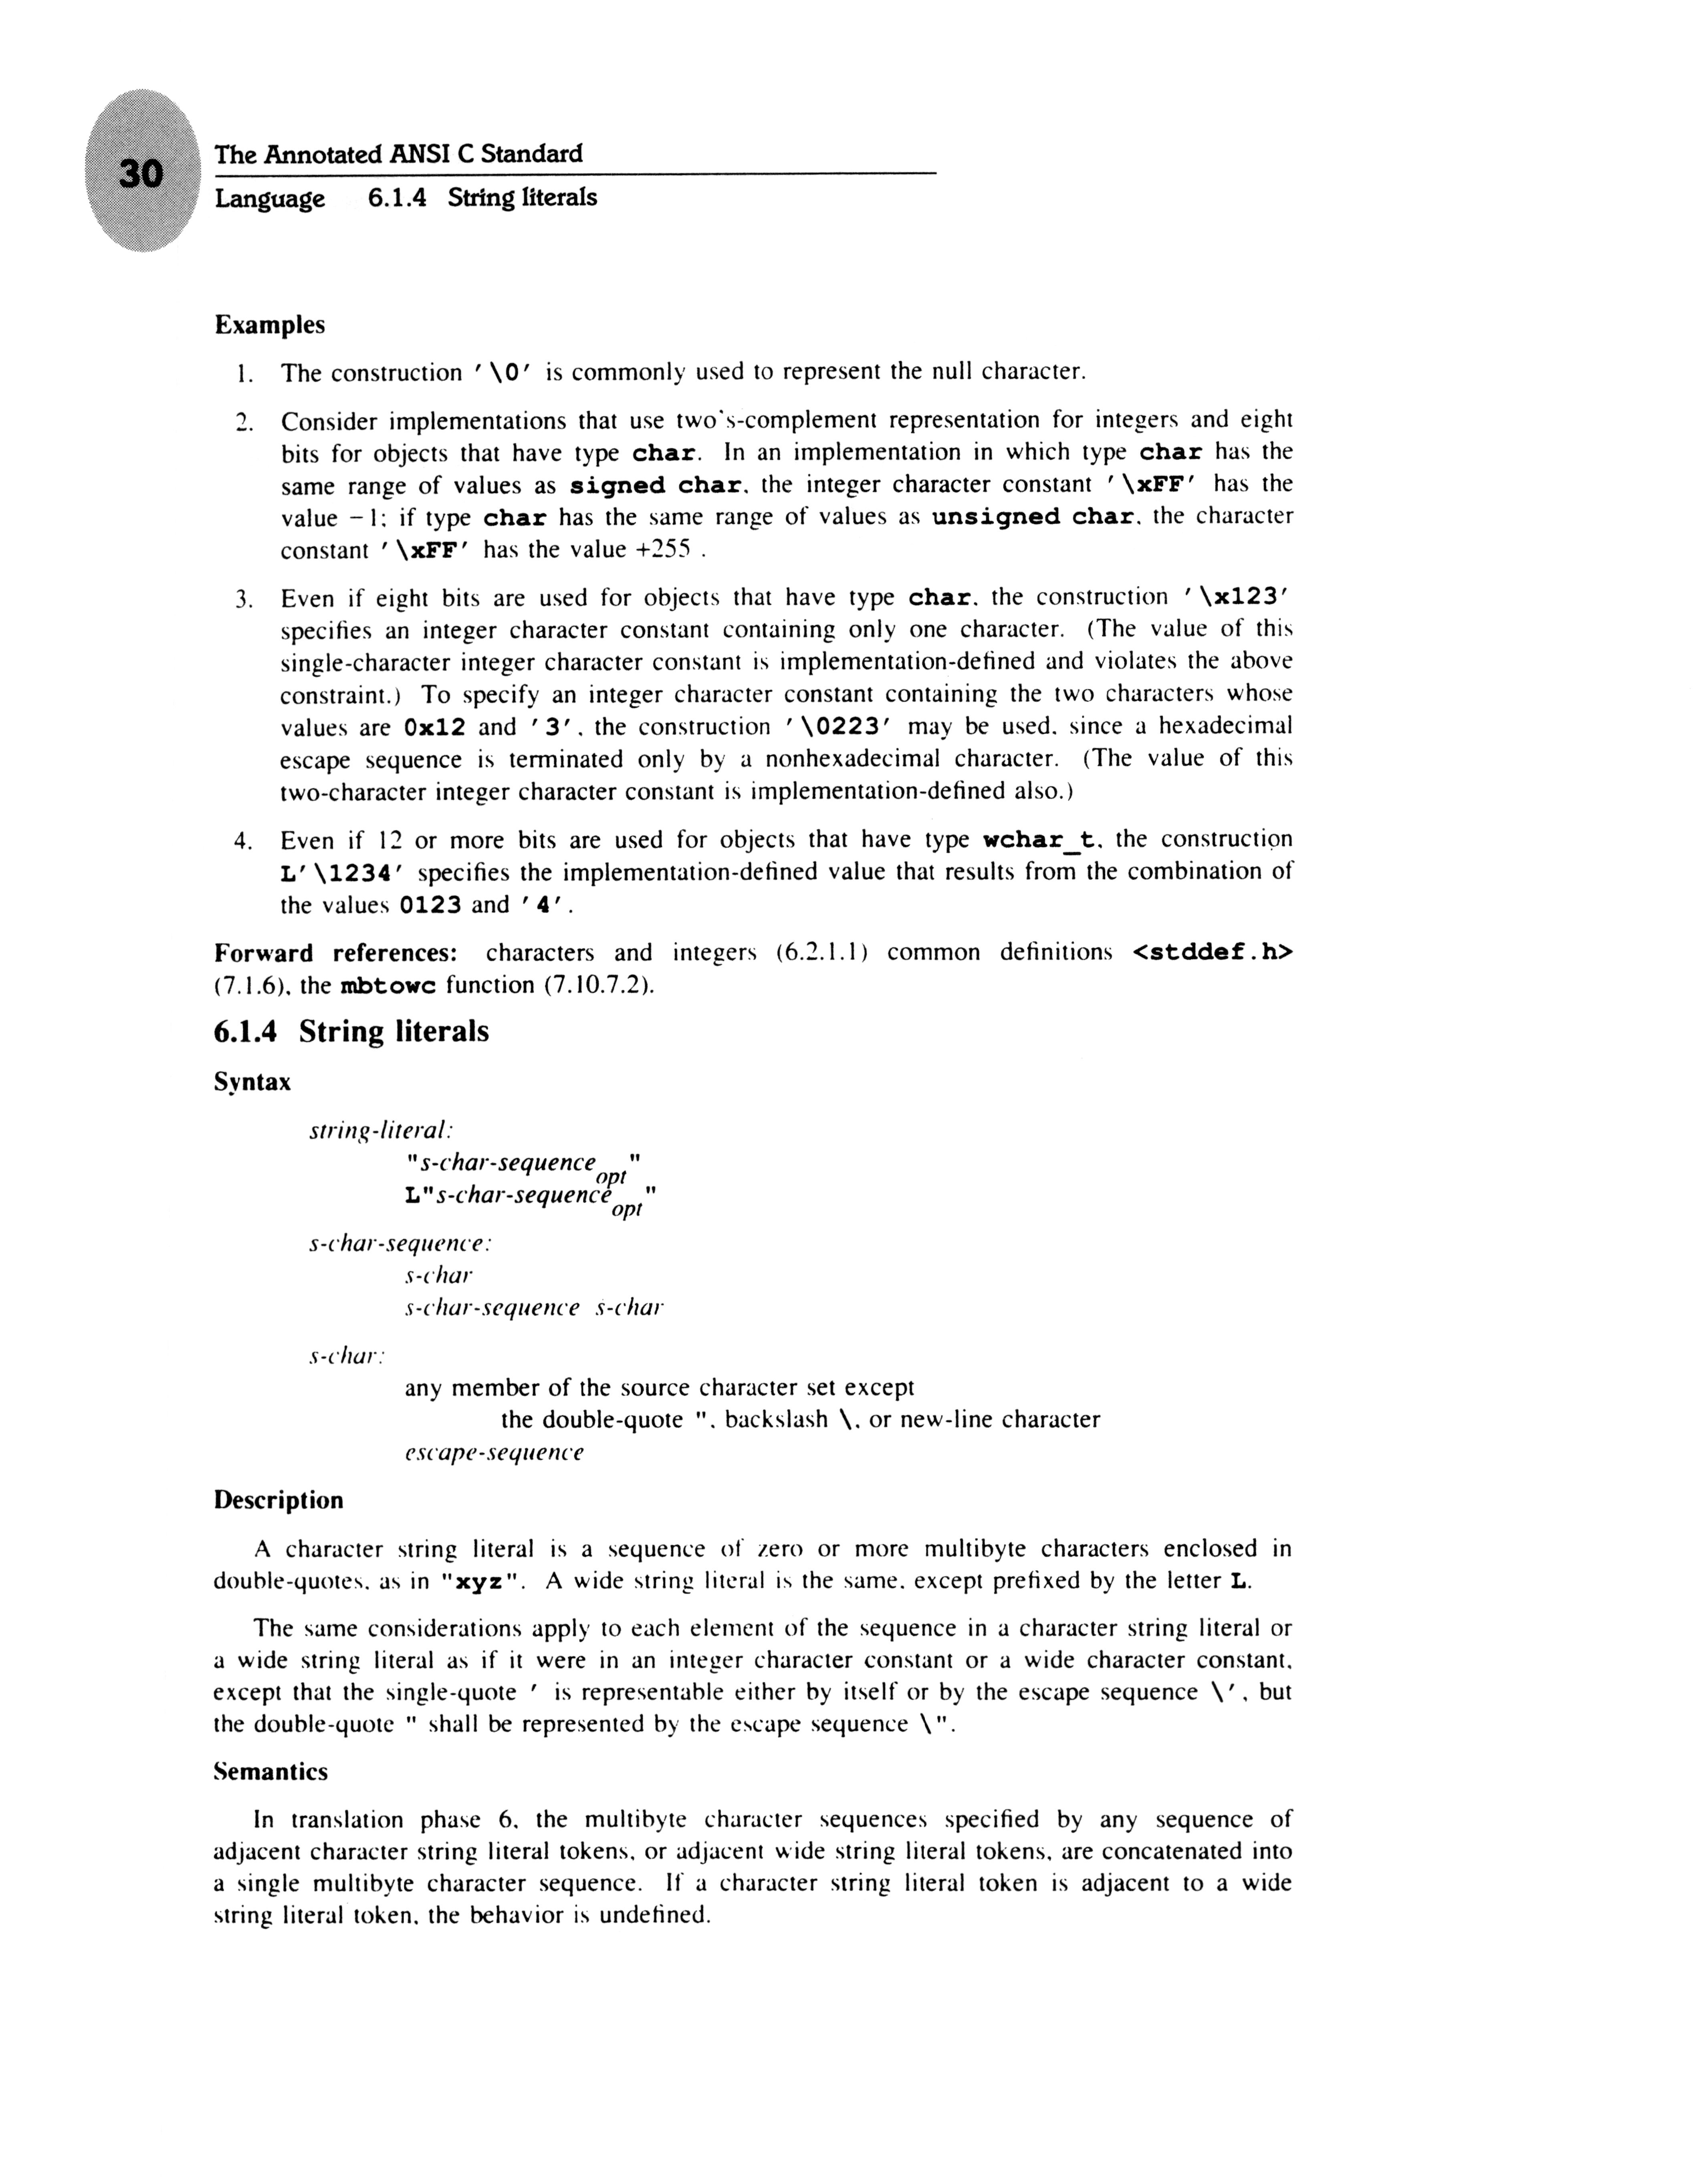 30
The Annotated ANSI C Standard
Language 6.1.4 String literals
Examples
1. The construction '\0' is commonly used to represent the null character.
2. Consider implementations that use two's-complement representation for integers and eight
bits for objects that have type char. In an implementation in which type char has the
same range of values as signed char, the integer character constant '\xFF' has the
value −1; if type char has the same range of values as unsigned char, the character
constant '\xFF' has the value +255 .
3. Even if eight bits are used for objects that have type char, the construction '\x123'
specifies an integer character constant containing only one character. (The value of this
single-character integer character constant is implementation-defined and violates the above
constraint.) To specify an integer character constant containing the two characters whose
values are 0x12 and '3', the construction '\0223' may be used, since a hexadecimal
escape sequence is terminated only by a nonhexadecimal character. (The value of this
two-character integer character constant is implementation-defined also.)
4. Even if 12 or more bits are used for objects that have type wchar_t, the construction
L'\1234' specifies the implementation-defined value that results from the combination of
the values 0123 and '4'.
Forward references: characters and integers (6.2.1.1) common definitions <stddef.h>
(7.1.6), the mbtowc function (7.10.7.2).
6.1.4 String literals
Syntax
string-literal:
"s-char-sequence opt"
L"s-char-sequence opt"
s-char-sequence:
s-char
s-char-sequence s-char
s-char:
any member of the source character set except
the double-quote ", backslash \, or new-line character
escape-sequence
Description
A character string literal is a sequence of zero or more multibyte characters enclosed in
double-quotes, as in "xyz". A wide string literal is the same, except prefixed by the letter L.
The same considerations apply to each element of the sequence in a character string literal or
a wide string literal as if it were in an integer character constant or a wide character constant,
except that the single-quote ' is representable either by itself or by the escape sequence \', but
the double-quote " shall be represented by the escape sequence \".
Semantics
In translation phase 6, the multibyte character sequences specified by any sequence of
adjacent character string literal tokens, or adjacent wide string literal tokens, are concatenated into
a single multibyte character sequence. If a character string literal token is adjacent to a wide
string literal token, the behavior is undefined.